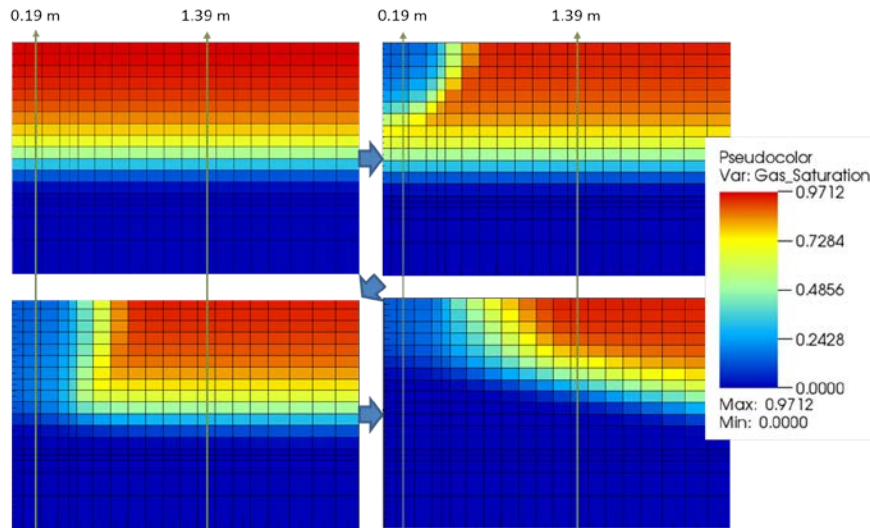 0.19 m
1.39 m
0.19 m
1.39 m
Pseudocolor
Var: Gas_Saturation
0.9712
0.7284
0.4856
0.2428
0.0000
Max: 0.9712
Min: 0.0000